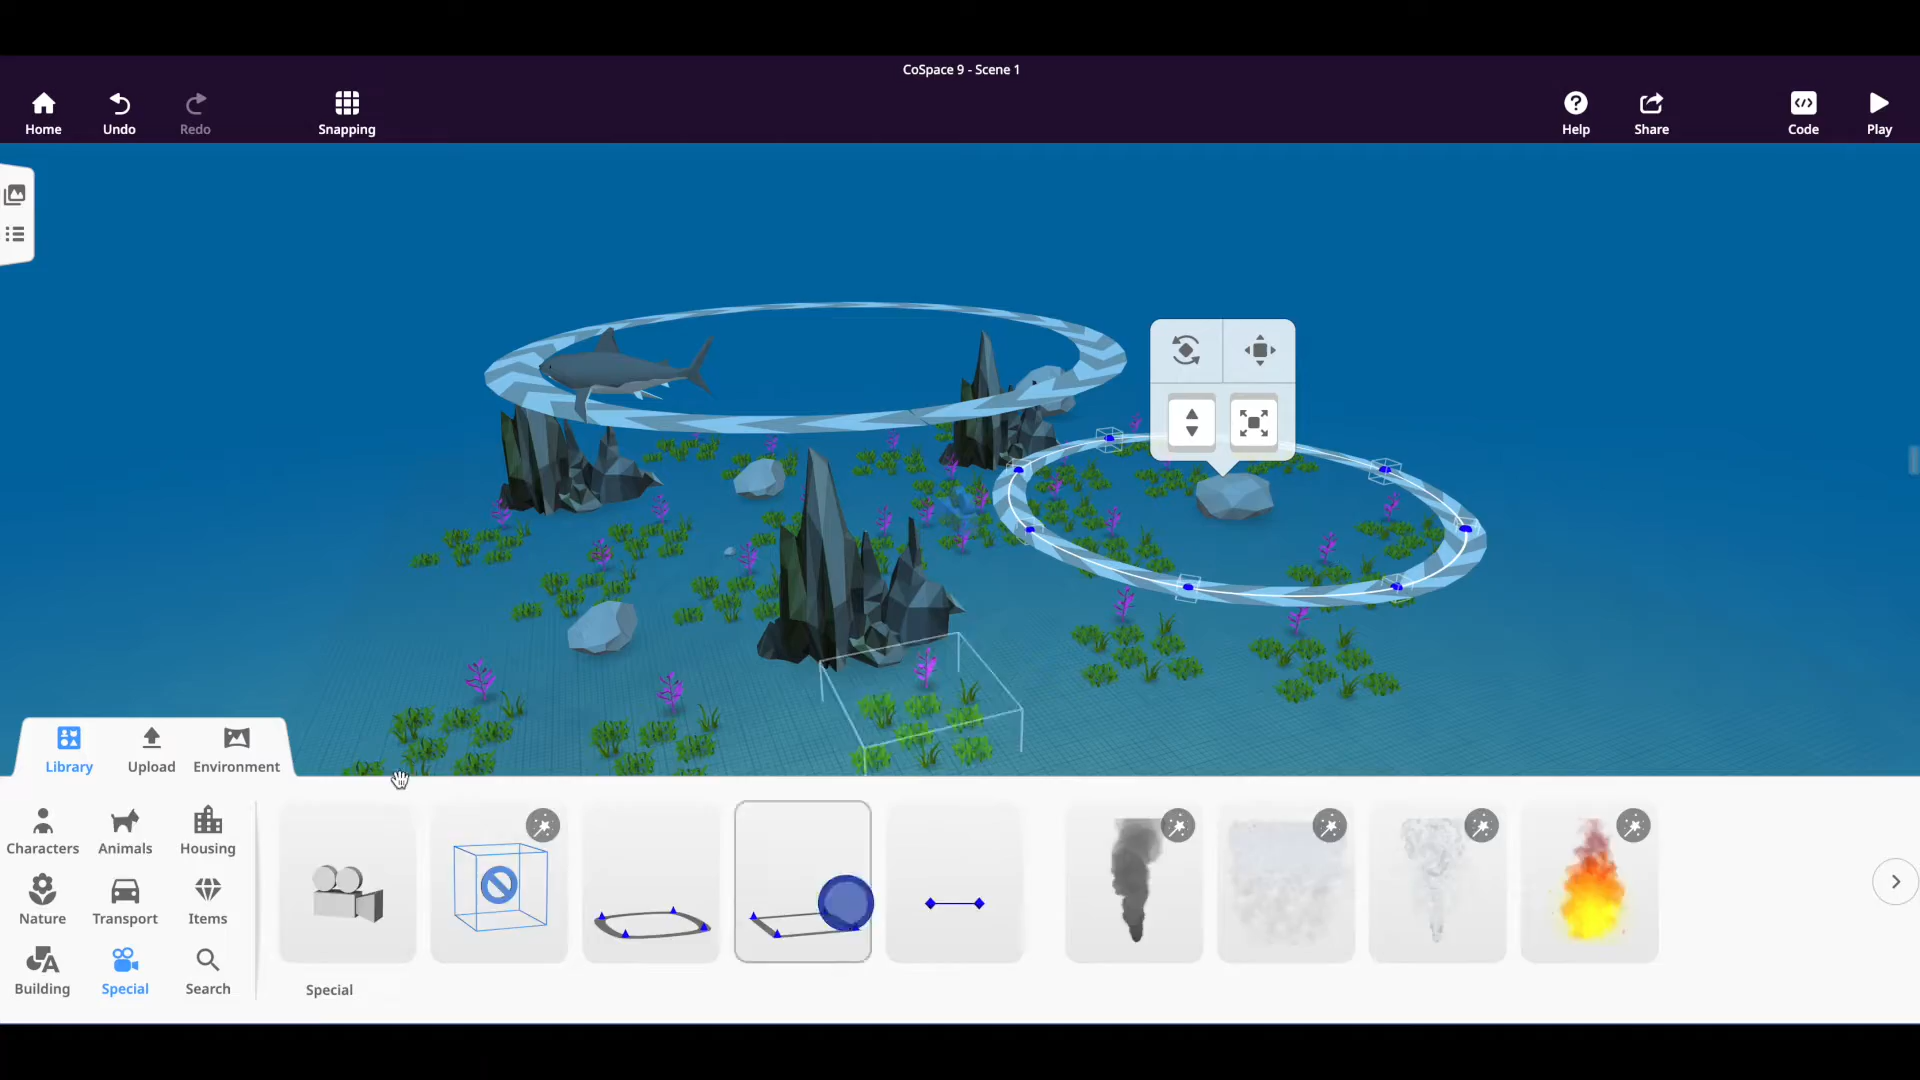 CoSpace 9 - Scene 1
Home
Undo
Redo
Snapping
Help
Share
Code
Play
Library
Upload
Environment
Characters
Animals
Housing
Nature
Transport
Items
Building
Special
Search
Special